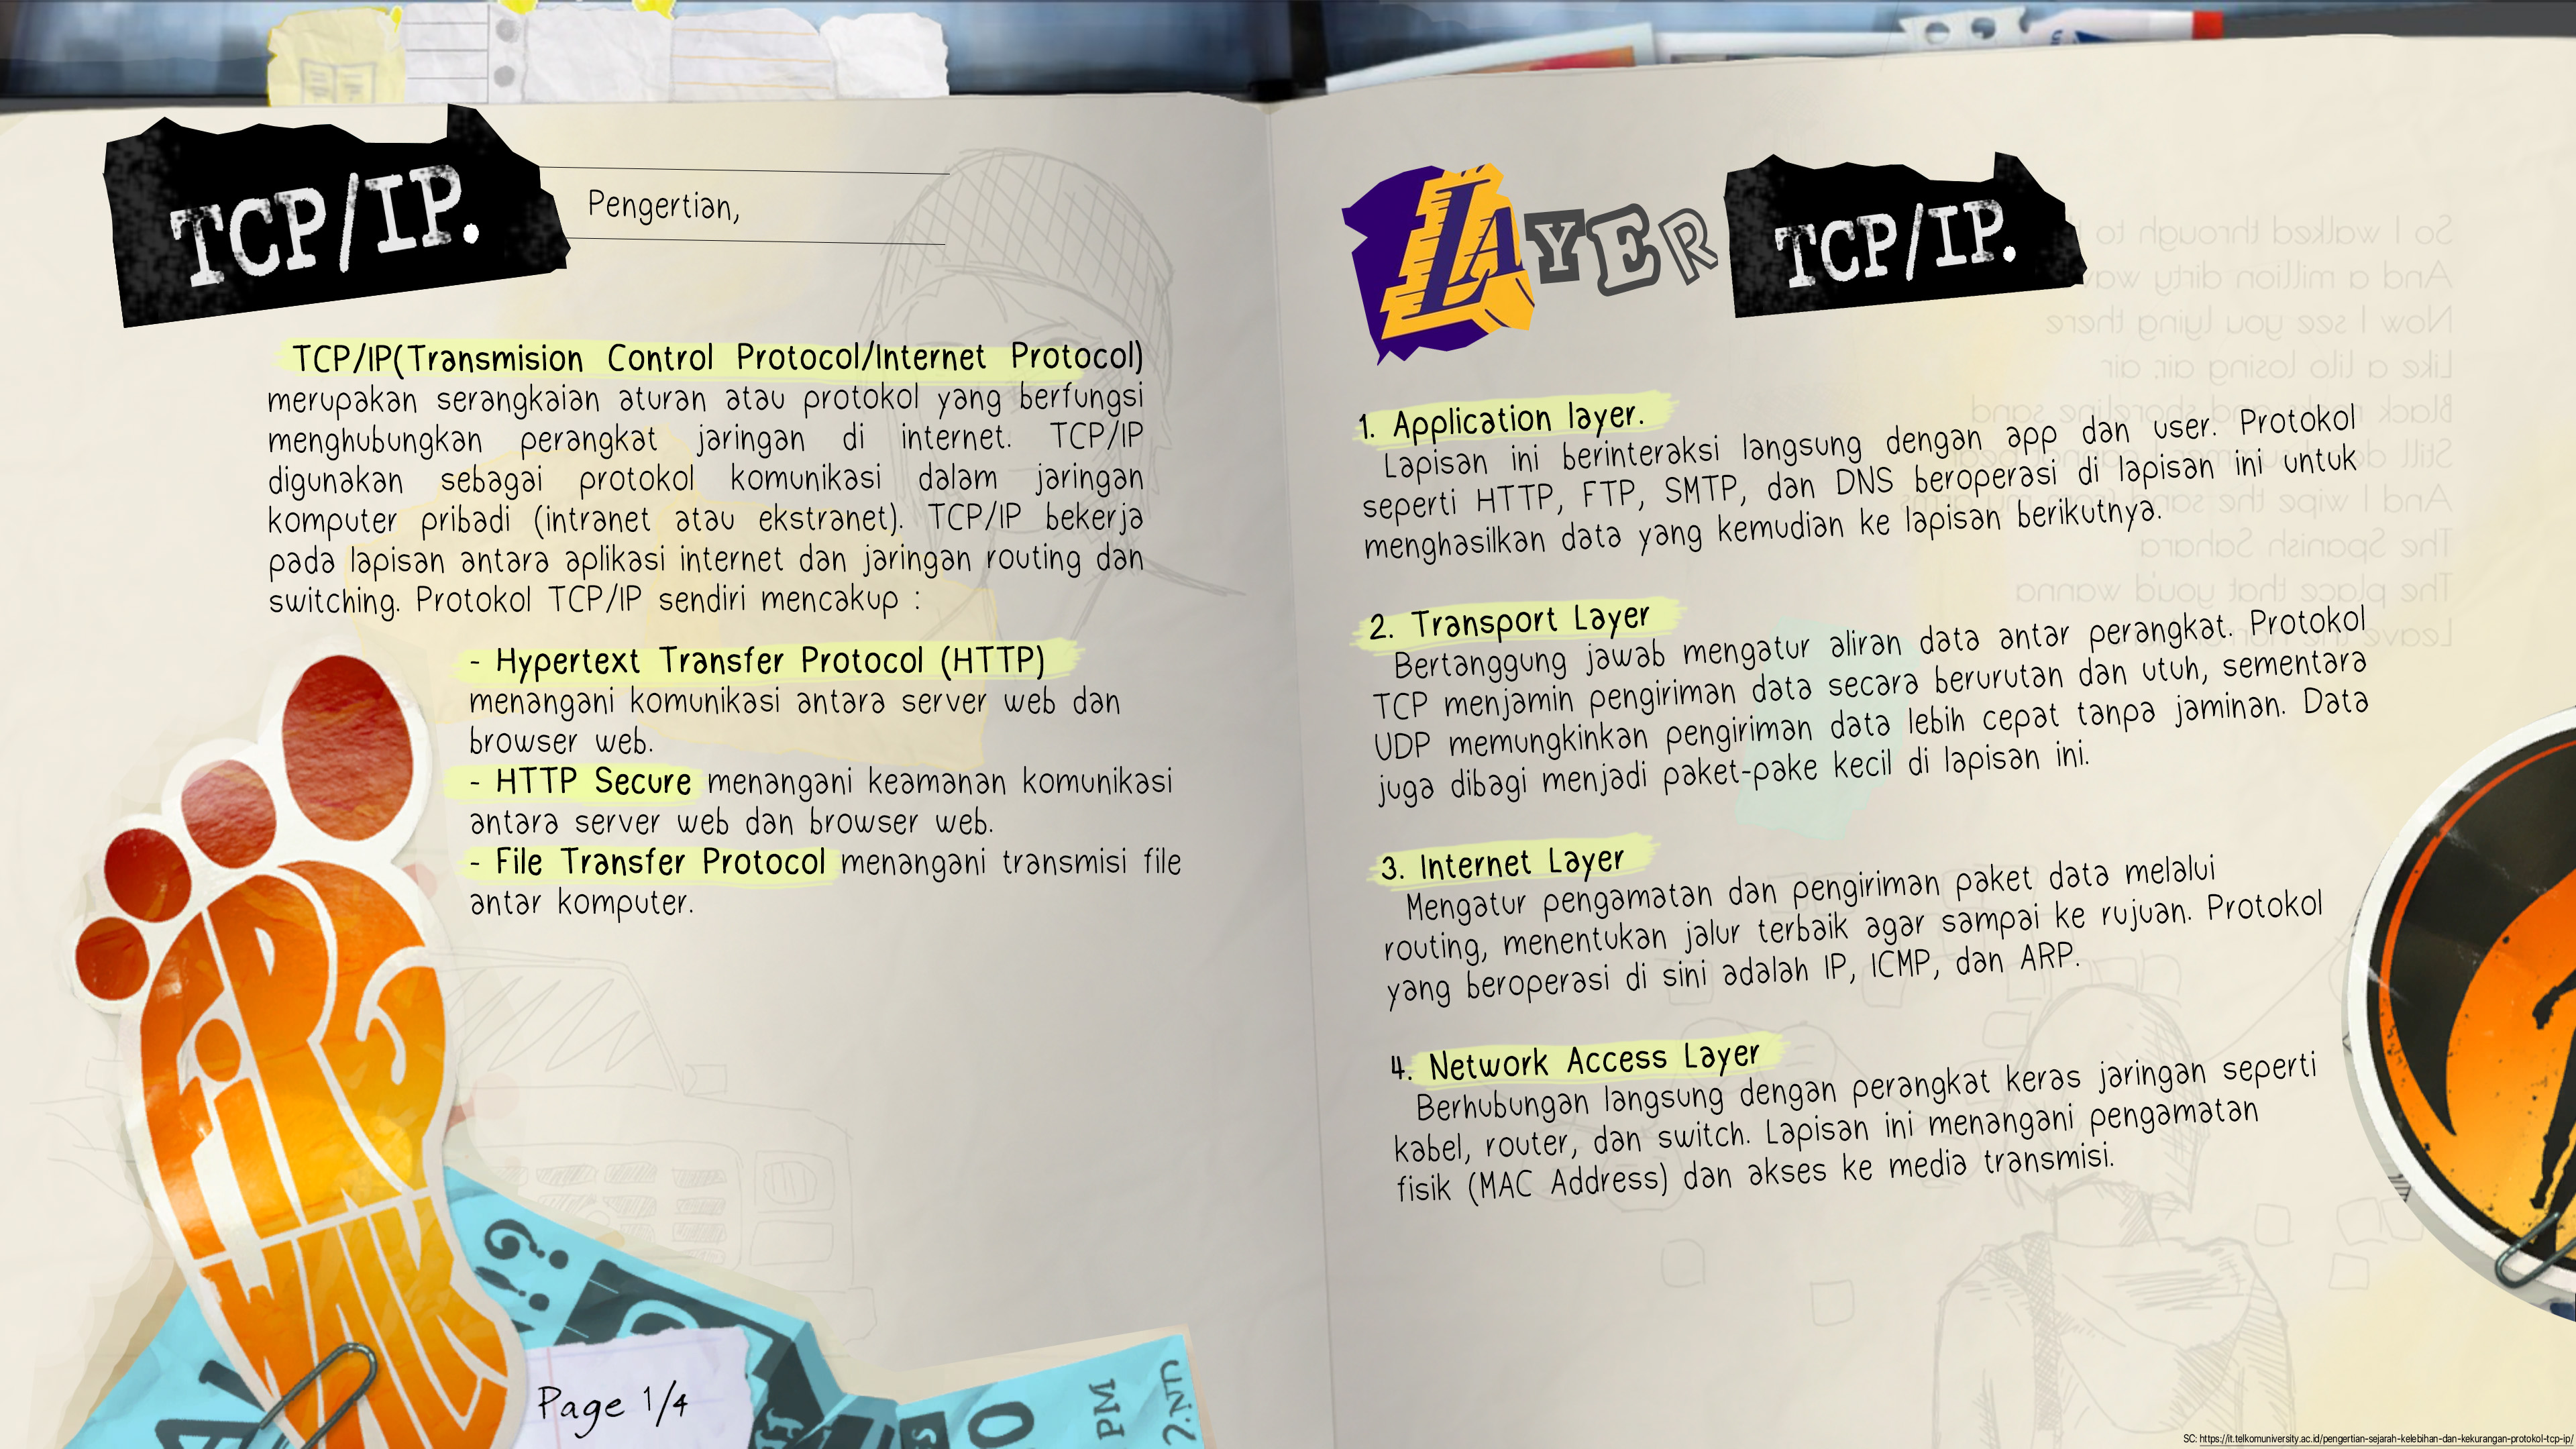 TCP/IP.
Pengertian,
TCP/IP(Transmision Control Protocol/Internet Protocol)
merupakan serangkaian aturan atau protokol yang berfungsi
menghubungkan perangkat jaringan di internet. TCP/IP
digunakan sebagai protokol komunikasi dalam jaringan
komputer pribadi (intranet atau ekstranet). TCP/IP bekerja
pada lapisan antara aplikasi internet dan jaringan routing dan
switching. Protokol TCP/IP sendiri mencakup :
- Hypertext Transfer Protocol (HTTP)
menangani komunikasi antara server web dan
browser web.
- HTTP Secure menangani keamanan komunikasi
antara server web dan browser web.
- File Transfer Protocol menangani transmisi file
antar komputer.
FiRE
WALK
Page 1/4
PM
LAYER TCP/IP.
1. Application layer.
Lapisan ini berinteraksi langsung dengan app dan user. Protokol
seperti HTTP, FTP, SMTP, dan DNS beroperasi di lapisan ini untuk
menghasilkan data yang kemudian ke lapisan berikutnya.
2. Transport Layer
Bertanggung jawab mengatur aliran data antar perangkat. Protokol
TCP menjamin pengiriman data secara berurutan dan utuh, sementara
UDP memungkinkan pengiriman data lebih cepat tanpa jaminan. Data
juga dibagi menjadi paket-pake kecil di lapisan ini.
3. Internet Layer
Mengatur pengamatan dan pengiriman paket data melalui
routing, menentukan jalur terbaik agar sampai ke rujuan. Protokol
yang beroperasi di sini adalah IP, ICMP, dan ARP.
4. Network Access Layer
Berhubungan langsung dengan perangkat keras jaringan seperti
kabel, router, dan switch. Lapisan ini menangani pengamatan
fisik (MAC Address) dan akses ke media transmisi.
So I walked through to
And a million dirty
Now I see you lying there
Like a lilo losing air, air
Black and shoreline sand
Still
And I wipe the sand from my arms
The Spanish Sahara
The place that you'd wanna
Leave the
SC: https://it.telkomuniversity.ac.id/pengertian-sejarah-kelebihan-dan-kekurangan-protokol-tcp-ip/